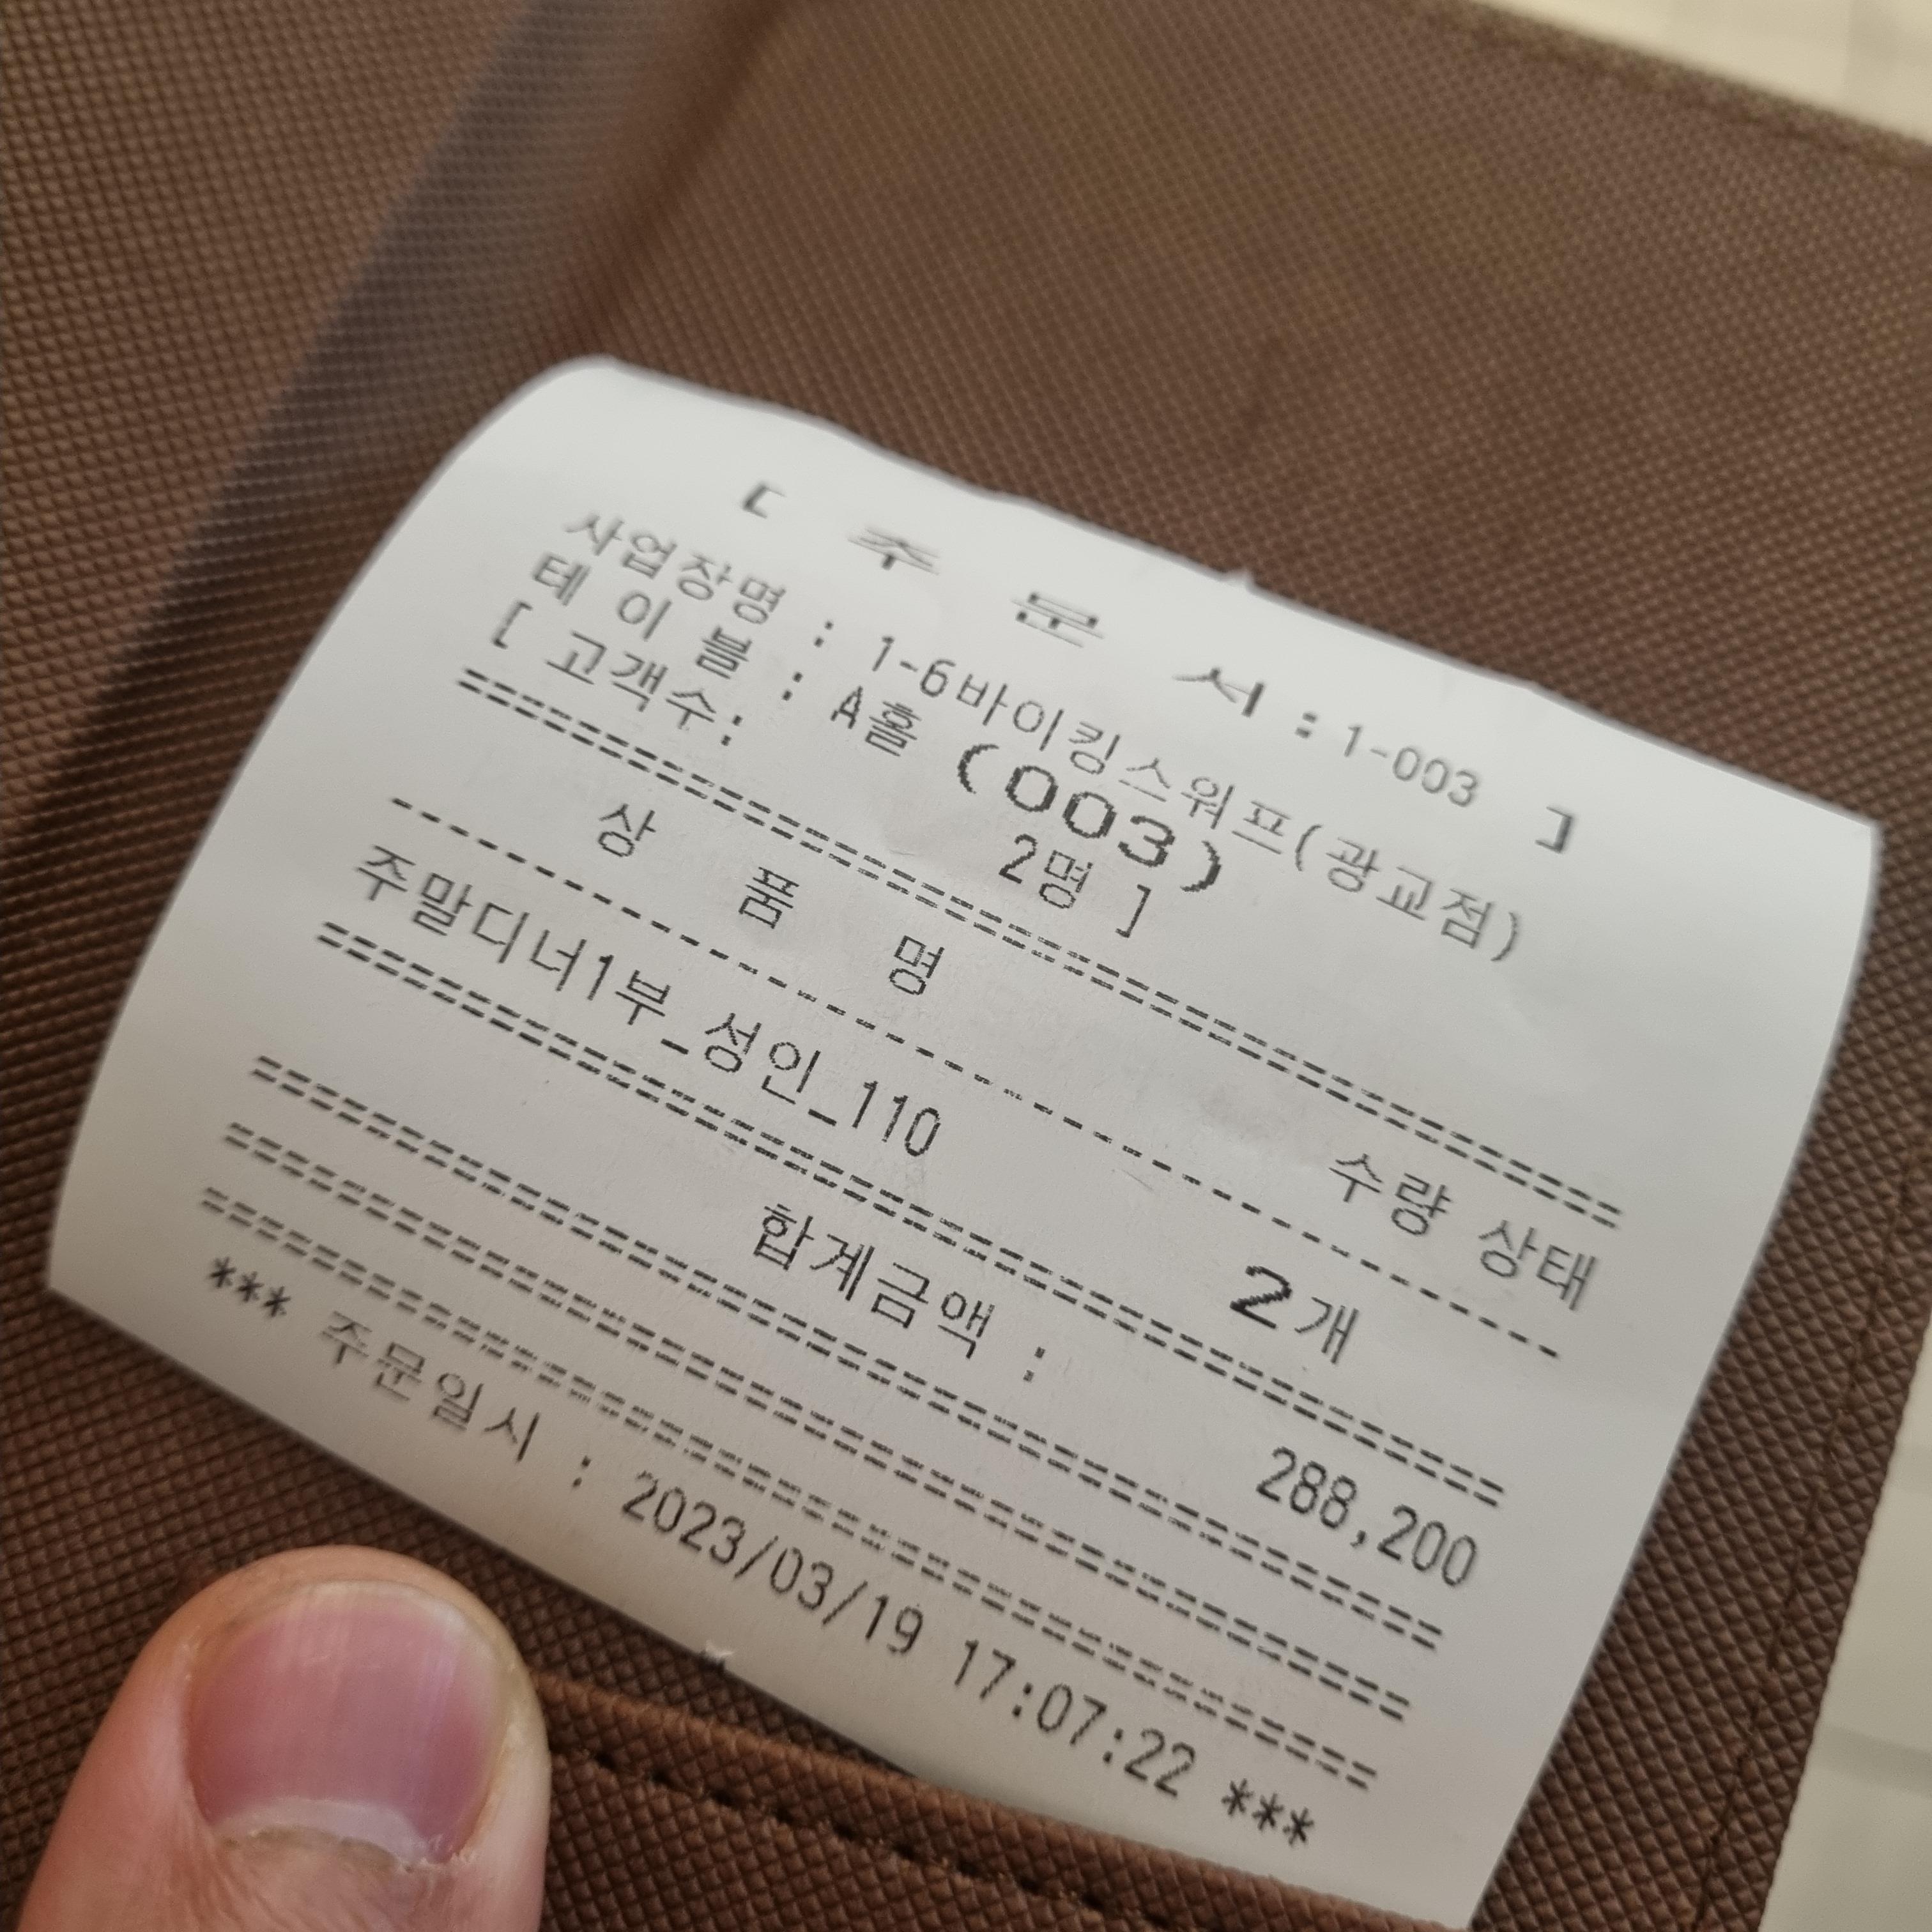 [ 주 문 서 : 1-003 ]
사업장명 : 1-6바이킹스워프(광교점)
테 이 블 : A홀 (003)
[ 고객수: 2명 ]
================================
상 품 명 수량 상태
--------------------------------
주말디너1부_성인_110 2개
================================
합계금액 : 288,200
================================
================================
================================
*** 주문일시 : 2023/03/19 17:07:22 ***